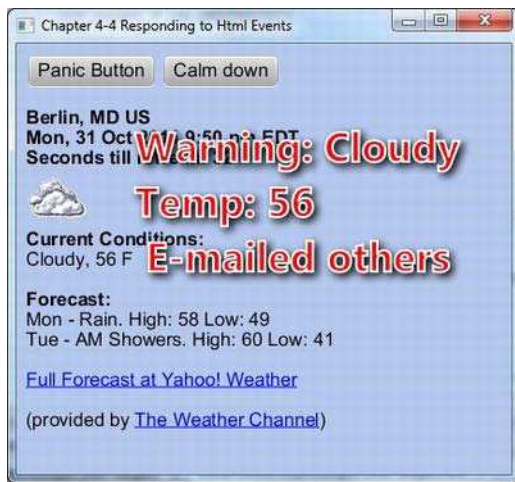 Chapter 4-4 Responding to Html Events
Panic Button Calm down
Berlin, MD US
Mon, 31 Oct 9:50 EDT
Seconds till
Warning: Cloudy
Temp: 56
Current Conditions:
Cloudy, 56 F
E-mailed others
Forecast:
Mon - Rain. High: 58 Low: 49
Tue - AM Showers. High: 60 Low: 41
Full Forecast at Yahoo! Weather
(provided by The Weather Channel)